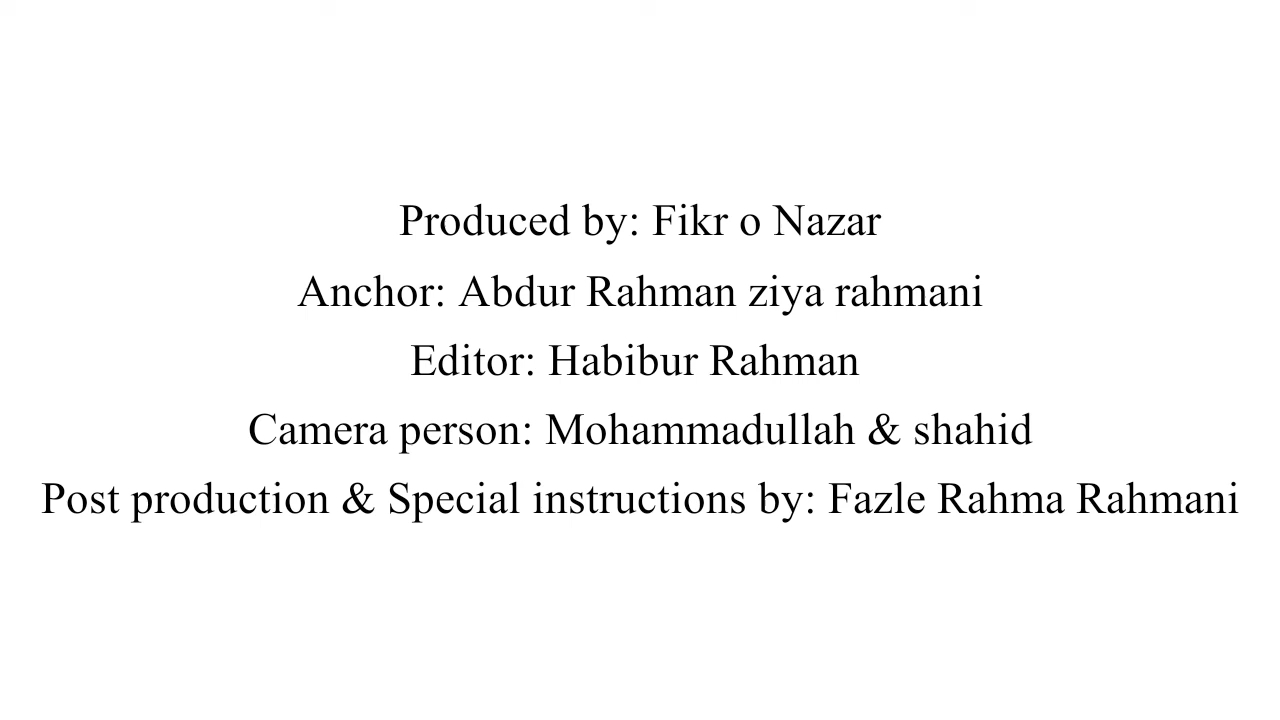 Produced by: Fikr o Nazar
Anchor: Abdur Rahman ziya rahmani
Editor: Habibur Rahman
Camera person: Mohammadullah & shahid
Post production & Special instructions by: Fazle Rahma Rahmani